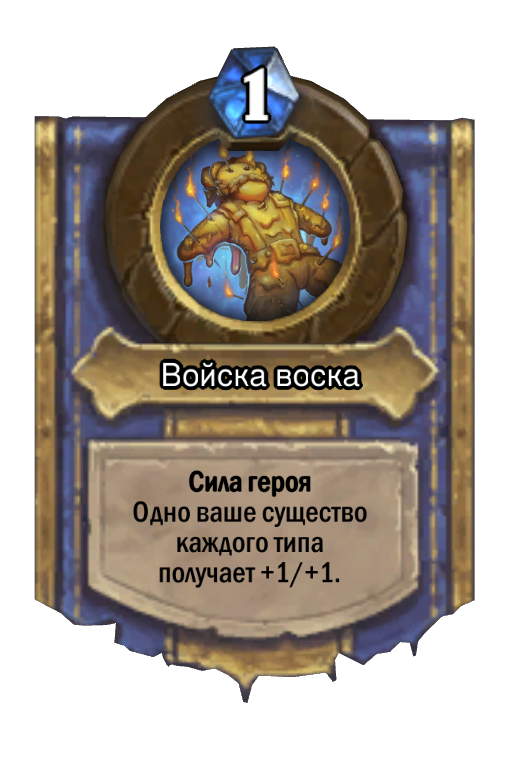 1
Войска воска
Сила героя
Одно ваше существо
каждого типа
получает +1/+1.